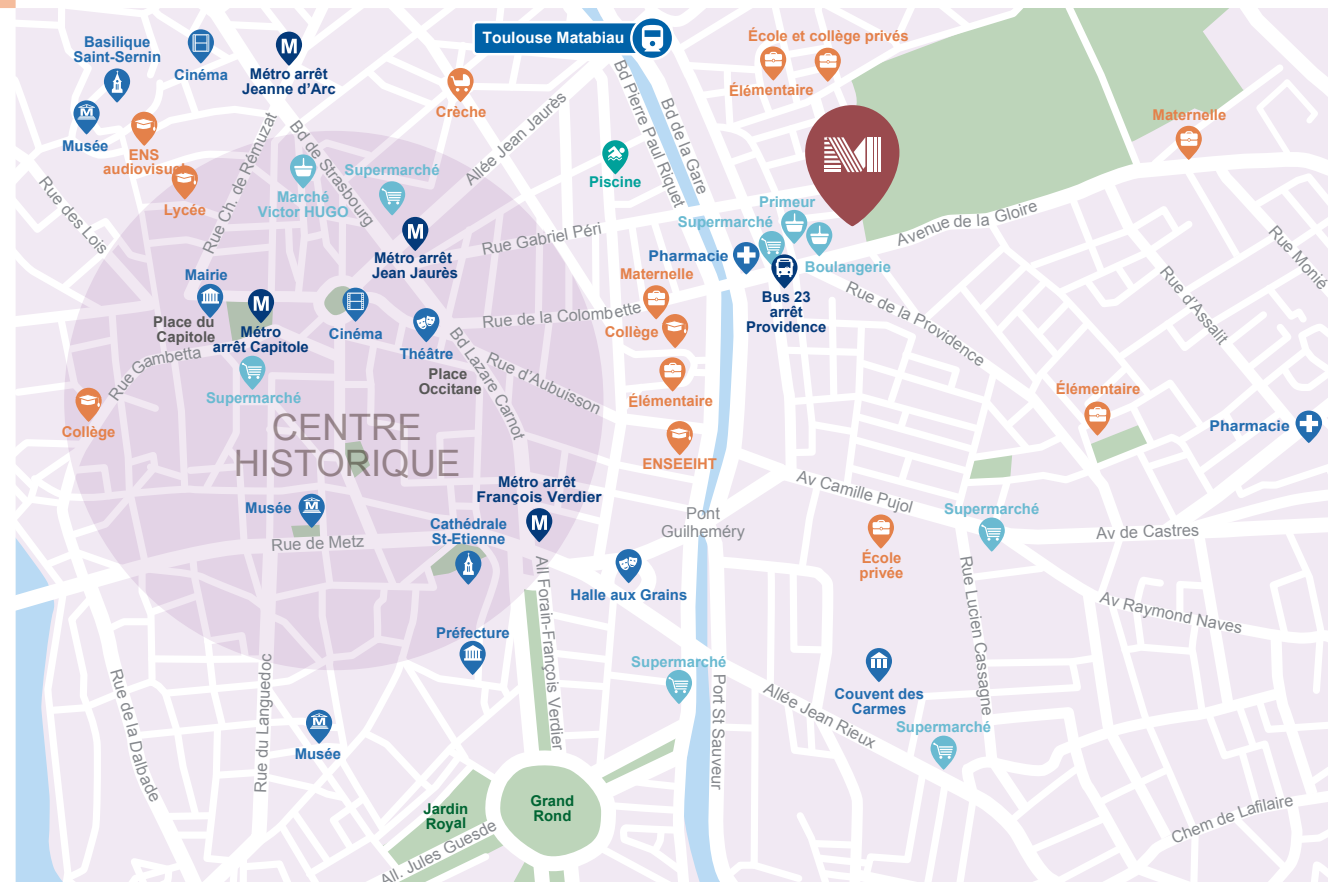 Basilique
Saint-Sernin
Cinéma
Métro arrêt
Jeanne d'Arc
Toulouse Matabiau
École et collège privés
Élémentaire
Maternelle
Musée
ENS
audiovisuel
Lycée
Crèche
Piscine
Rue des Lois
Rue Ch. de Rémuzat
Bd de Strasbourg
Allée Jean Jaurès
Bd Pierre Paul Riquet
Bd de la Gare
Marché
Victor HUGO
Supermarché
Métro arrêt
Jean Jaurès
Rue Gabriel Péri
Primeur
Supermarché
Pharmacie
Boulangerie
Bus 23
arrêt
Providence
Avenue de la Gloire
Rue Monié
Rue d'Assalit
Rue de la Providence
Mairie
Place du
Capitole
Métro
arrêt Capitole
Cinéma
Théâtre
Place
Occitane
Rue de la Colombette
Maternelle
Collège
Élémentaire
ENSEEIHT
Rue Gambetta
Supermarché
Collège
Bd Lazare Carnot
Rue d'Aubuisson
CENTRE
HISTORIQUE
Élémentaire
Pharmacie
Métro arrêt
François Verdier
Musée
Rue de Metz
Cathédrale
St-Etienne
Pont
Guilheméry
Av Camille Pujol
Supermarché
Av de Castres
École
privée
Halle aux Grains
All Forain-François Verdier
Rue Lucien Cassagne
Av Raymond Naves
Préfecture
Supermarché
Port St Sauveur
Allée Jean Rieux
Couvent des
Carmes
Supermarché
Rue de la Dalbade
Rue du Languedoc
Musée
Jardin
Royal
Grand
Rond
All. Jules Guesde
Chem de Lafilaire